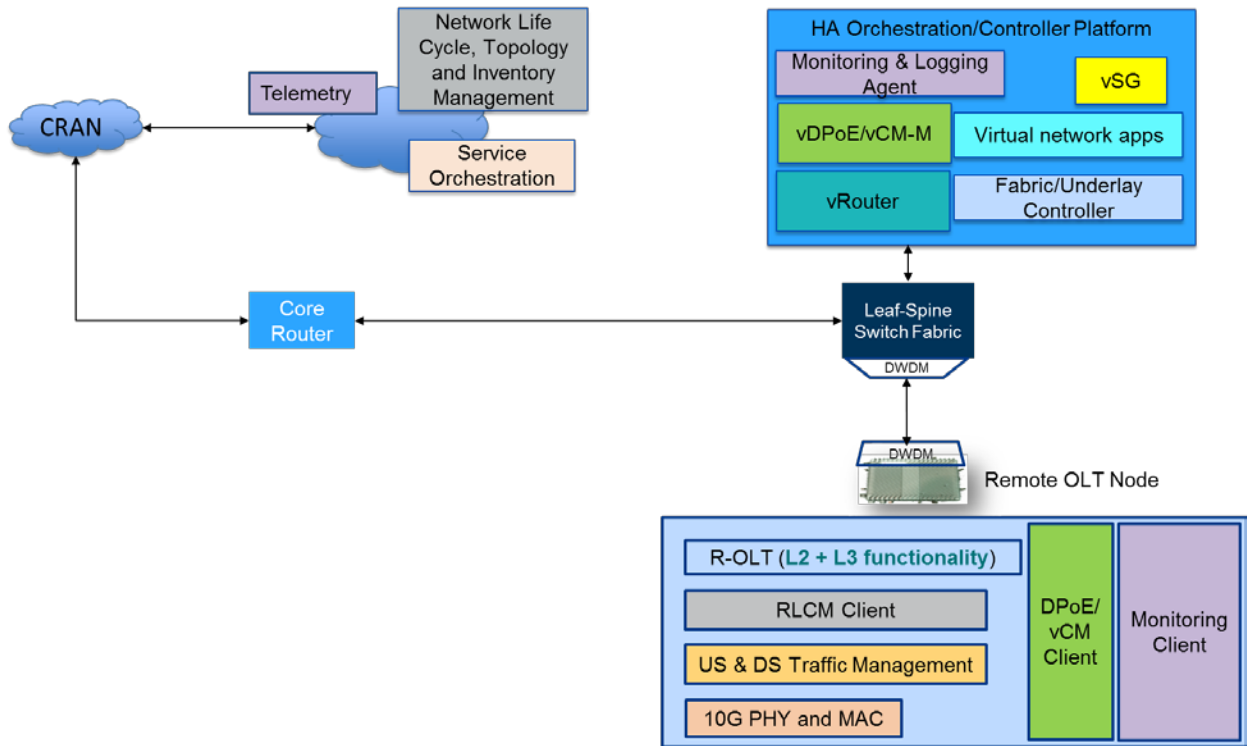 Network Life
Cycle, Topology
and Inventory
Management
Telemetry
CRAN
Service
Orchestration
HA Orchestration/Controller Platform
Monitoring & Logging
Agent
vSG
vDPoE/vCM-M
Virtual network apps
vRouter
Fabric/Underlay
Controller
Core
Router
Leaf-Spine
Switch Fabric
DWDM
DWDM
Remote OLT Node
R-OLT (L2 + L3 functionality)
RLCM Client
US & DS Traffic Management
10G PHY and MAC
DPoE/
vCM
Client
Monitoring
Client